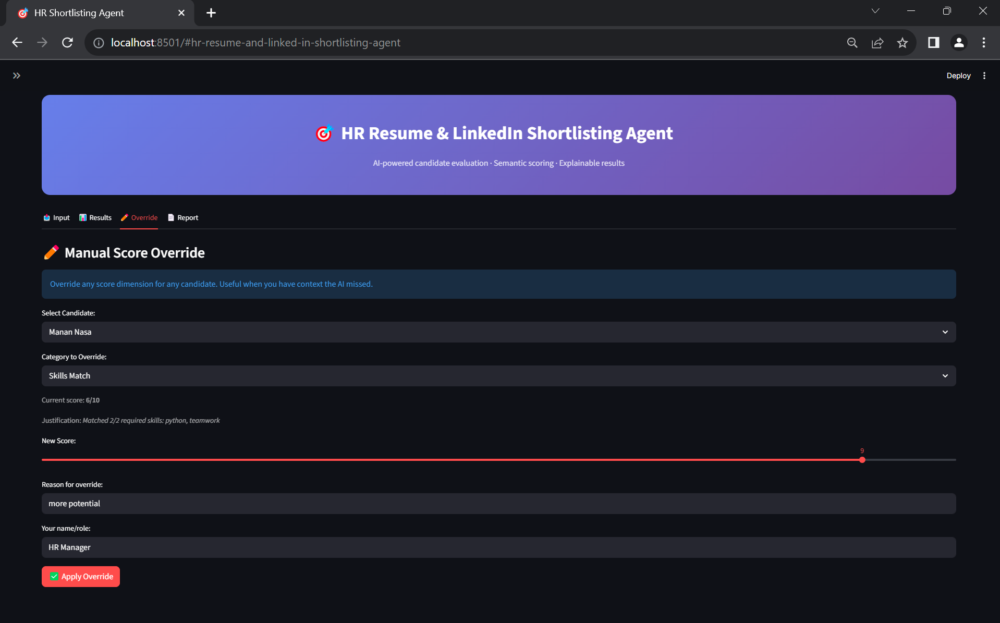 HR Shortlisting Agent
localhost:8501/#hr-resume-and-linked-in-shortlisting-agent
Deploy
HR Resume & LinkedIn Shortlisting Agent
AI-powered candidate evaluation · Semantic scoring · Explainable results
Input Results Override Report
Manual Score Override
Override any score dimension for any candidate. Useful when you have context the AI missed.
Select Candidate:
Manan Nasa
Category to Override:
Skills Match
Current score: 6/10
Justification: Matched 2/2 required skills: python, teamwork
New Score:
9
Reason for override:
more potential
Your name/role:
HR Manager
Apply Override